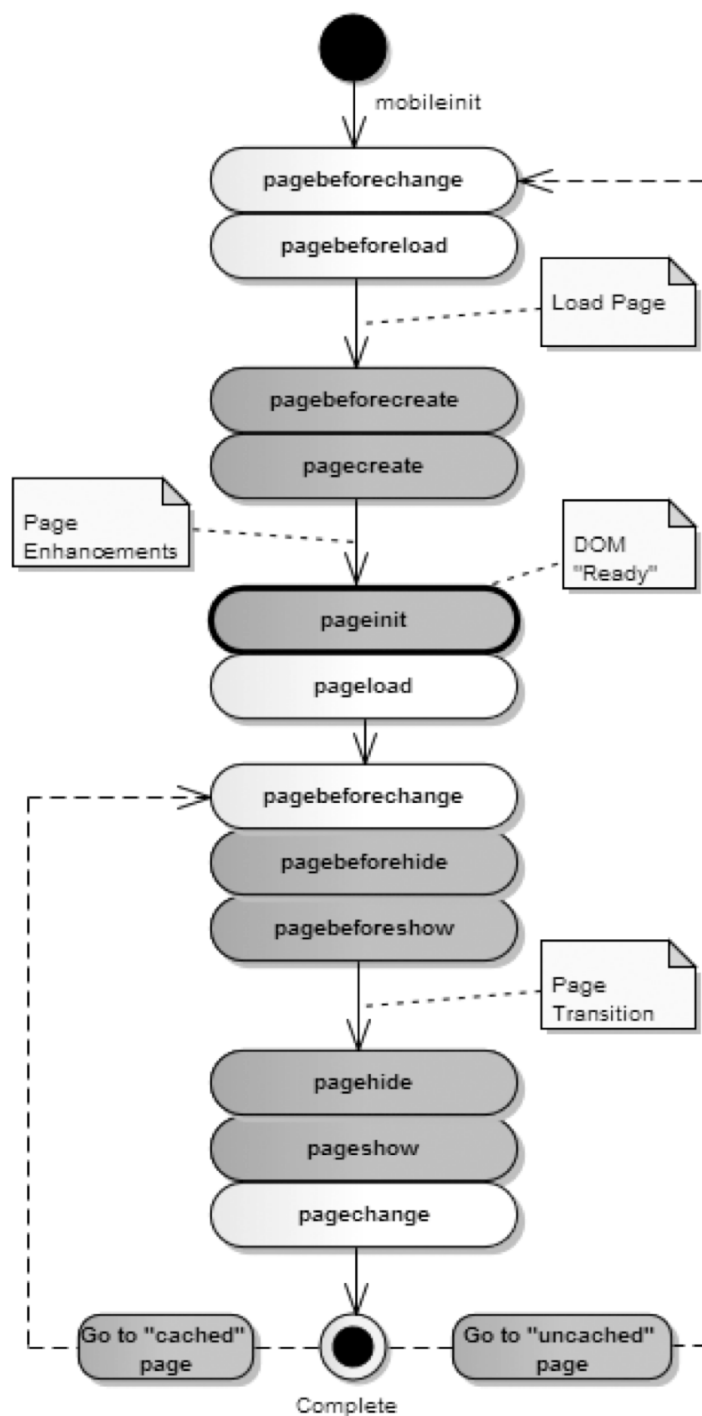 mobileinit
pagebeforechange
pagebeforeload
Load Page
pagebeforecreate
pagecreate
Page
Enhancements
DOM
"Ready"
pageinit
pageload
pagebeforechange
pagebeforehide
pagebeforeshow
Page
Transition
pagehide
pageshow
pagechange
Go to "cached"
page
Go to "uncached"
page
Complete